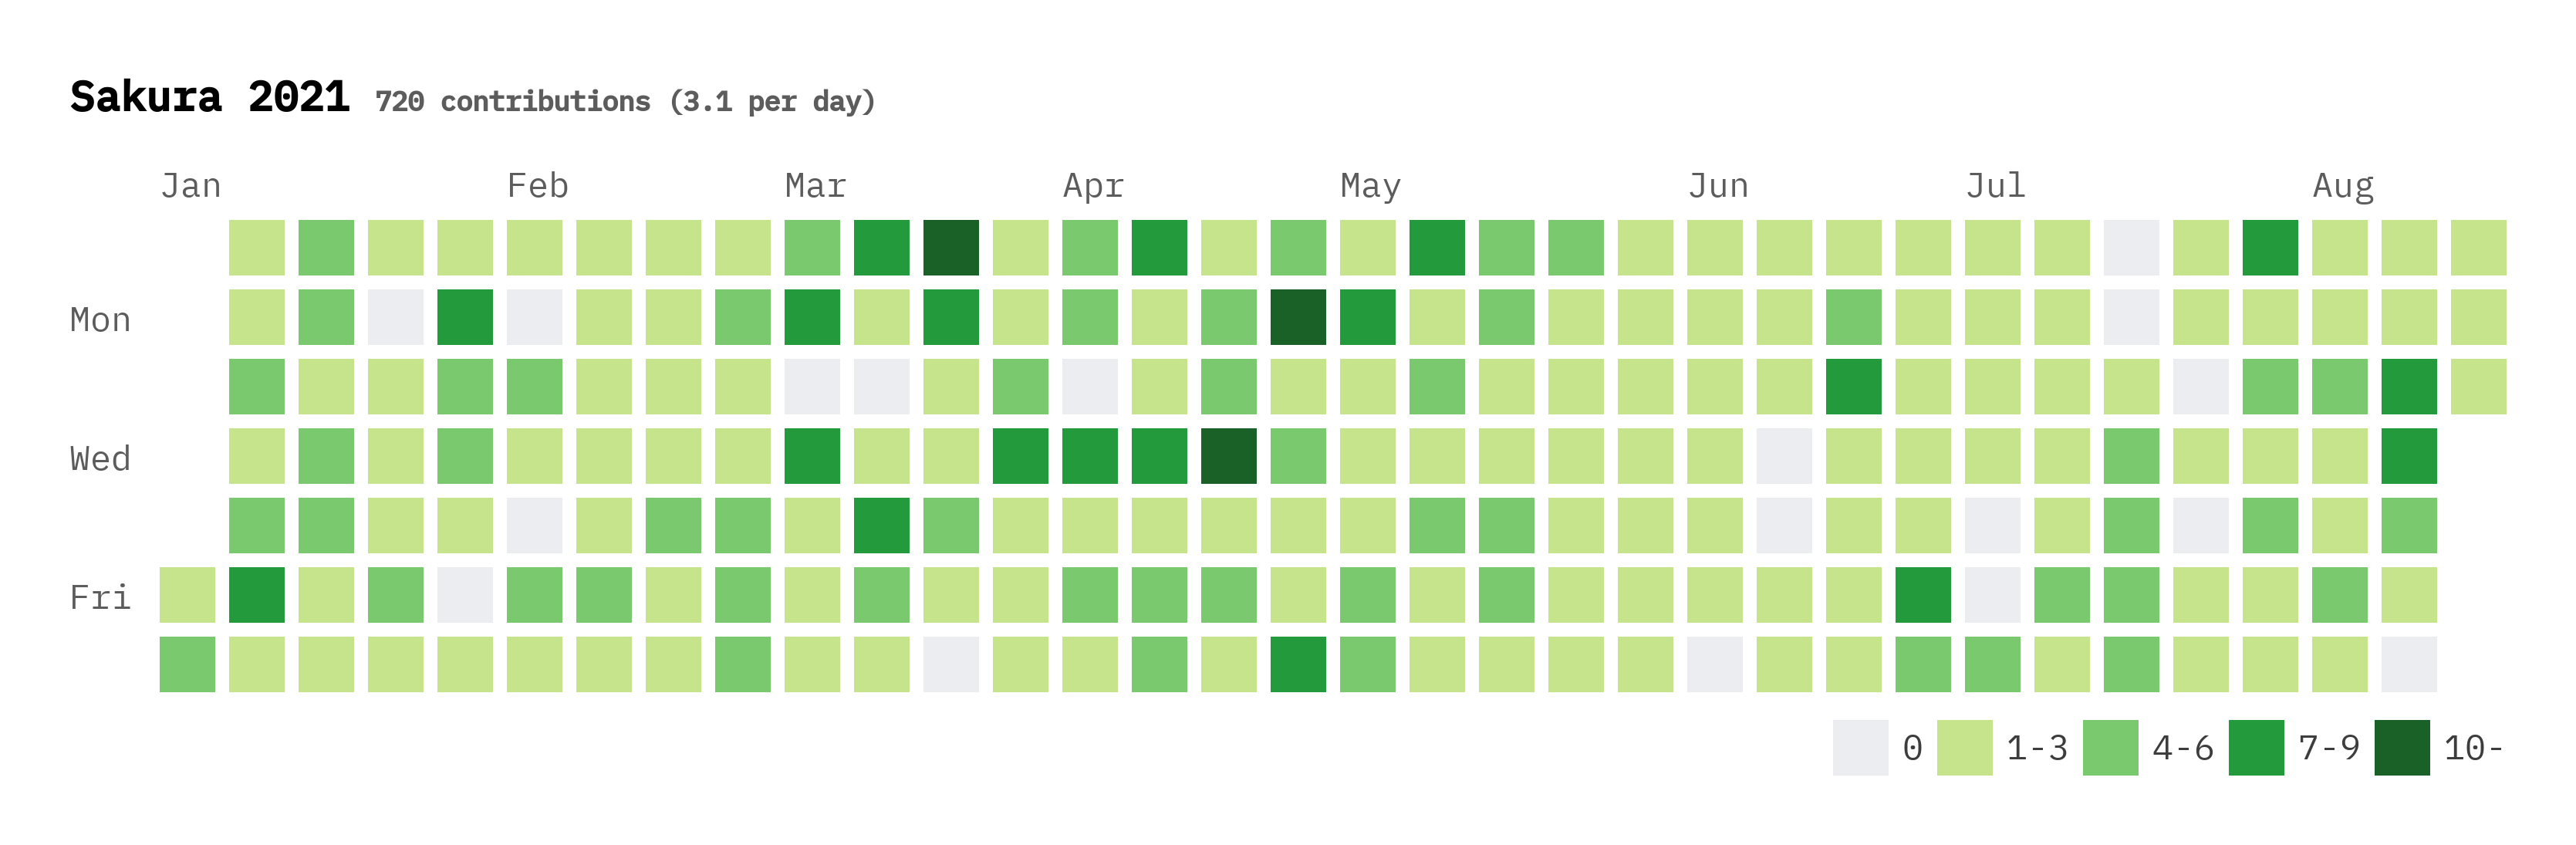 Sakura 2021 720 contributions (3.1 per day)
Jan Feb Mar Apr May Jun Jul Aug
Mon
Wed
Fri
0 1-3 4-6 7-9 10-